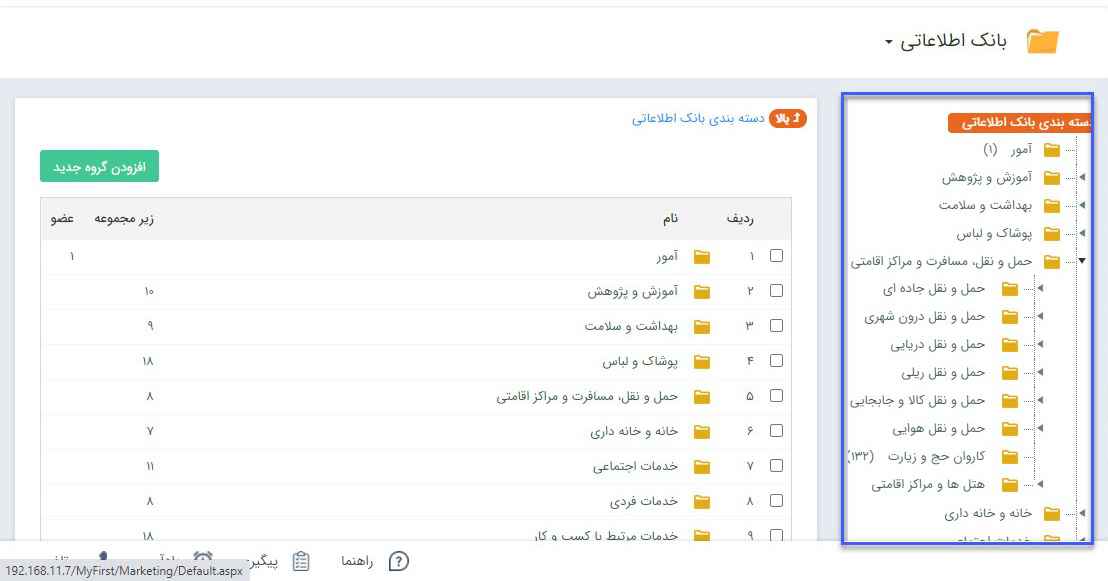 بانک اطلاعاتی
دسته بندی بانک اطلاعاتی
آمور (۱)
آموزش و پژوهش
بهداشت و سلامت
پوشاک و لباس
حمل و نقل، مسافرت و مراکز اقامتی
حمل و نقل جاده ای
حمل و نقل درون شهری
حمل و نقل دریایی
حمل و نقل ریلی
حمل و نقل کالا و جابجایی
حمل و نقل هوایی
کاروان حج و زیارت (۱۳۲)
هتل ها و مراکز اقامتی
خانه و خانه داری
خدمات اجتماعی
بالا دسته بندی بانک اطلاعاتی
افزودن گروه جدید
ردیف نام زیر مجموعه عضو
۱ آمور ۱
۲ آموزش و پژوهش ۱۰
۳ بهداشت و سلامت ۹
۴ پوشاک و لباس ۱۸
۵ حمل و نقل، مسافرت و مراکز اقامتی ۸
۶ خانه و خانه داری ۷
۷ خدمات اجتماعی ۱۱
۸ خدمات فردی ۸
۹ خدمات مرتبط با کسب و کار ۱۸
راهنما پیگیری
192.168.11.7/MyFirst/Marketing/Default.aspx